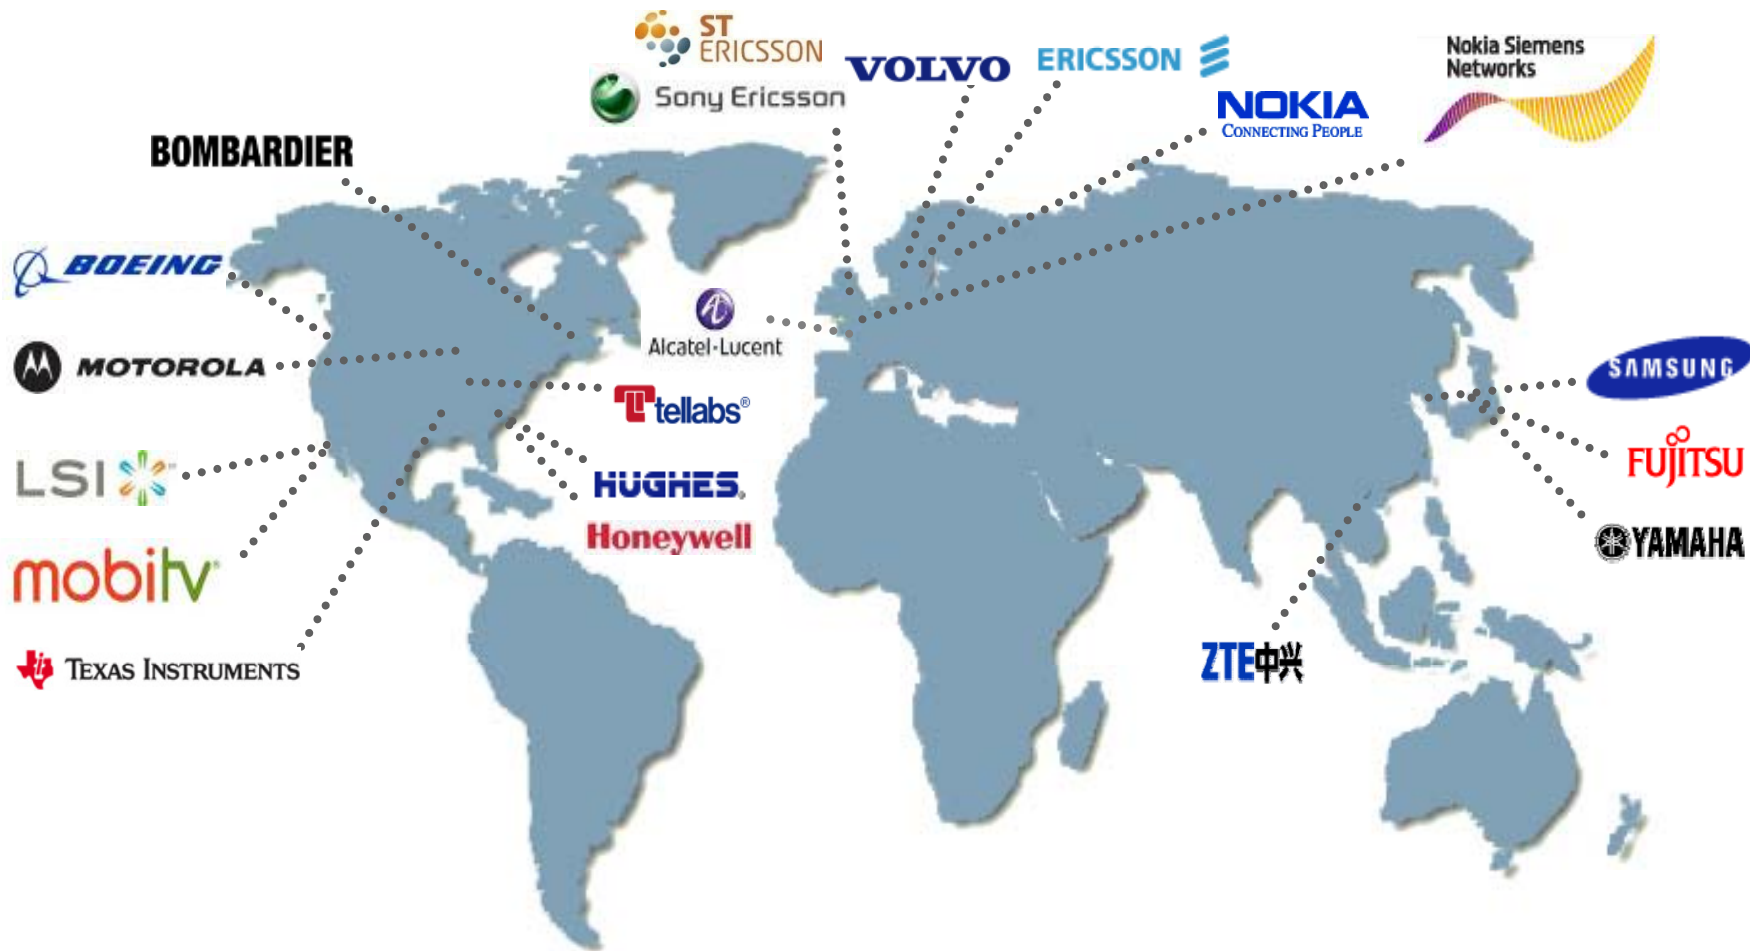 ST
ERICSSON
Sony Ericsson
VOLVO
ERICSSON
Nokia Siemens
Networks
NOKIA
CONNECTING PEOPLE
BOMBARDIER
BOEING
MOTOROLA
Alcatel·Lucent
tellabs®
SAMSUNG
FUJITSU
LSI
HUGHES®
Honeywell
YAMAHA
mobitv
TEXAS INSTRUMENTS
ZTE中兴